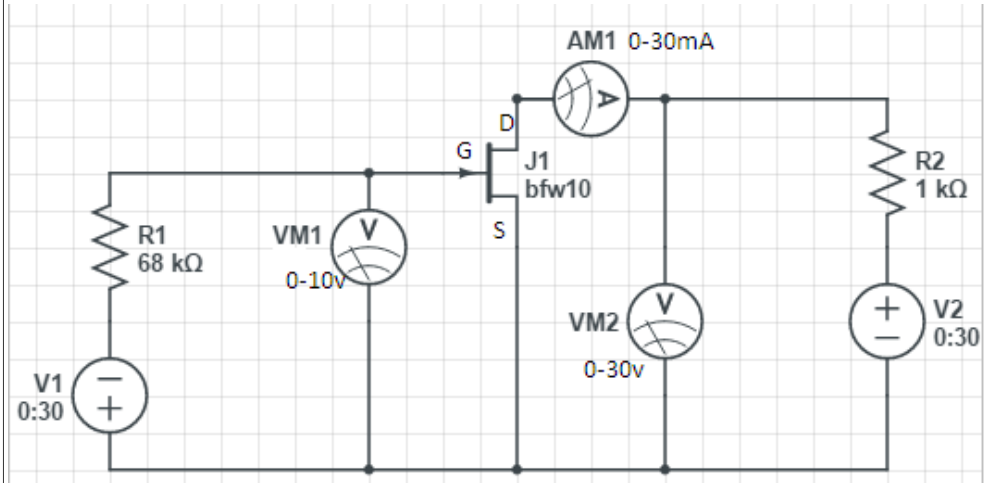 AM1 0-30mA
A
D
G
J1
bfw10
S
R2
1 kΩ
R1
68 kΩ
VM1
V
0-10v
VM2
V
0-30v
V1
0:30
−
+
+
−
V2
0:30